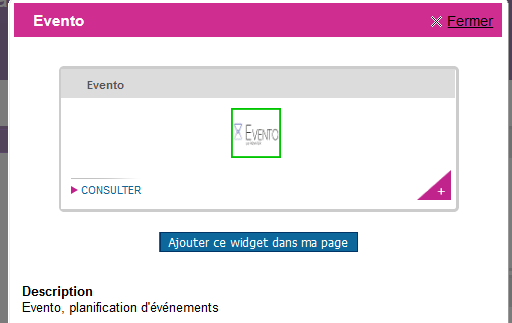 Evento
Fermer
Evento
EVENTO
CONSULTER
+
Ajouter ce widget dans ma page
Description
Evento, planification d'événements